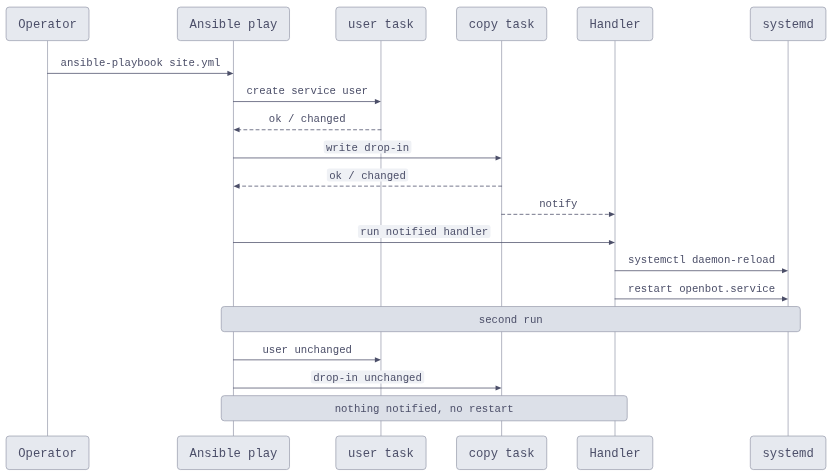 Operator
Ansible play
user task
copy task
Handler
systemd
ansible-playbook site.yml
create service user
ok / changed
write drop-in
ok / changed
notify
run notified handler
systemctl daemon-reload
restart openbot.service
second run
user unchanged
drop-in unchanged
nothing notified, no restart
Operator
Ansible play
user task
copy task
Handler
systemd